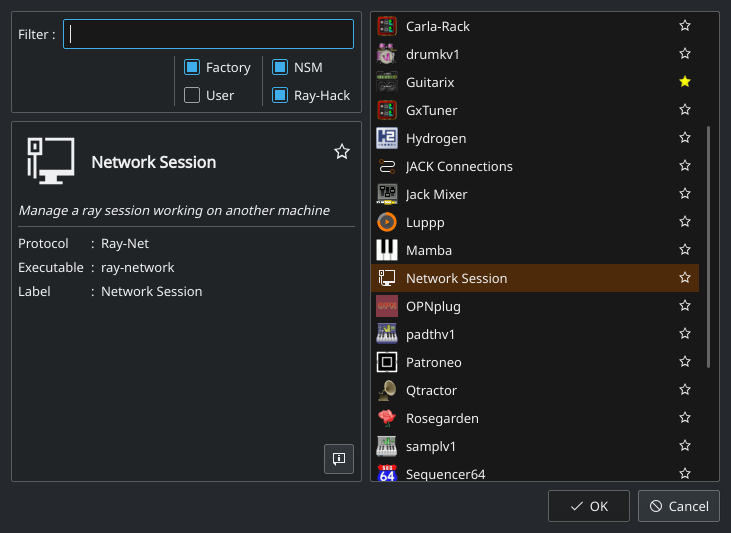 Filter :
Factory
NSM
User
Ray-Hack
Network Session
Manage a ray session working on another machine
Protocol : Ray-Net
Executable : ray-network
Label : Network Session
Carla-Rack
drumkv1
Guitarix
GxTuner
Hydrogen
JACK Connections
Jack Mixer
Luppp
Mamba
Network Session
OPNplug
padthv1
Patroneo
Qtractor
Rosegarden
samplv1
64
Sequencer64
OK
Cancel